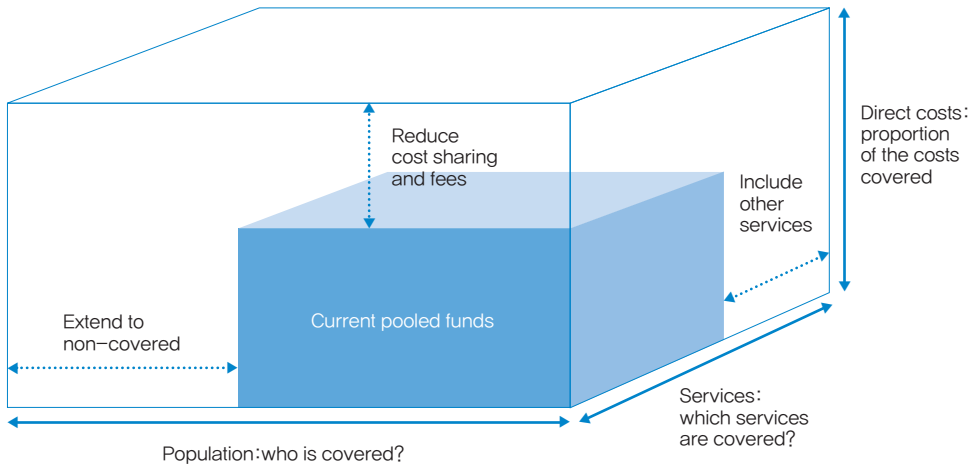 Reduce
cost sharing
and fees
Direct costs:
proportion
of the costs
covered
Include
other
services
Extend to
non-covered
Current pooled funds
Services:
which services
are covered?
Population:who is covered?